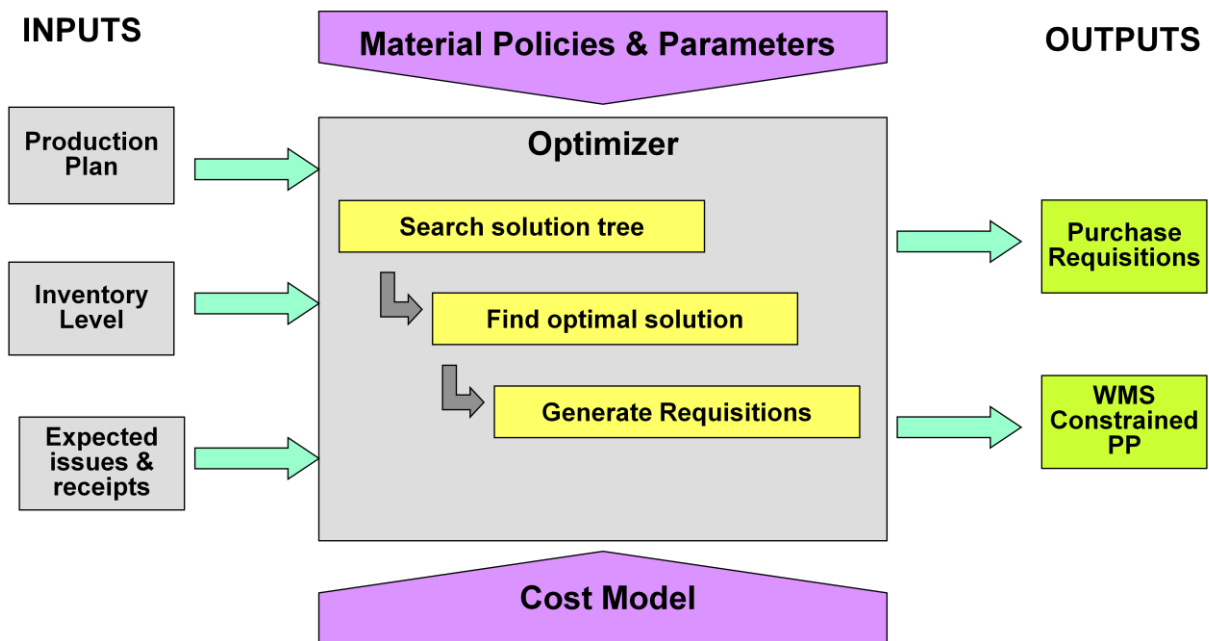 INPUTS
Material Policies & Parameters
OUTPUTS
Production
Plan
Optimizer
Search solution tree
Purchase
Requisitions
Inventory
Level
Find optimal solution
Generate Requisitions
WMS
Constrained
PP
Expected
issues &
receipts
Cost Model